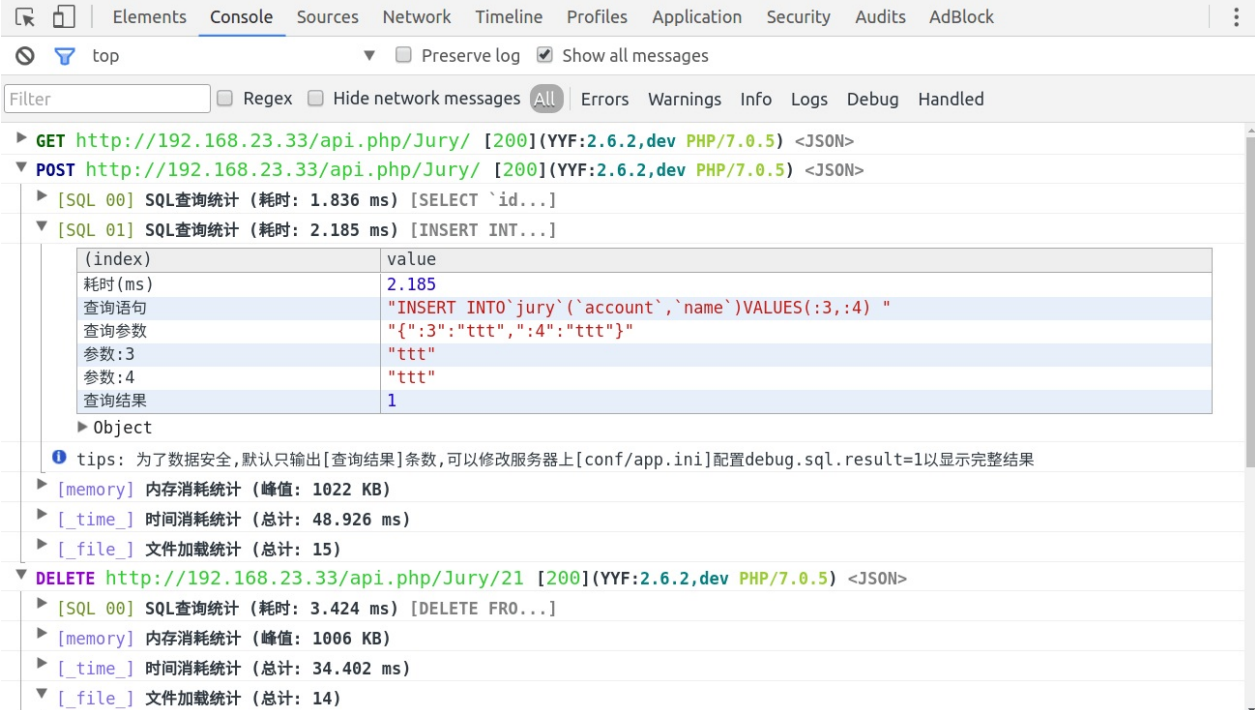 Elements Console Sources Network Timeline Profiles Application Security Audits AdBlock
top Preserve log Show all messages
Filter Regex Hide network messages All Errors Warnings Info Logs Debug Handled
GET http://192.168.23.33/api.php/Jury/ [200](YYF:2.6.2,dev PHP/7.0.5) <JSON>
POST http://192.168.23.33/api.php/Jury/ [200](YYF:2.6.2,dev PHP/7.0.5) <JSON>
[SQL 00] SQL查询统计 (耗时: 1.836 ms) [SELECT `id...]
[SQL 01] SQL查询统计 (耗时: 2.185 ms) [INSERT INT...]
(index) value
耗时(ms) 2.185
查询语句 "INSERT INTO`jury`(`account`,`name`)VALUES(:3,:4) "
查询参数 "{":3":"ttt",":4":"ttt"}"
参数:3 "ttt"
参数:4 "ttt"
查询结果 1
Object
tips: 为了数据安全,默认只输出[查询结果]条数,可以修改服务器上[conf/app.ini]配置debug.sql.result=1以显示完整结果
[memory] 内存消耗统计 (峰值: 1022 KB)
[_time_] 时间消耗统计 (总计: 48.926 ms)
[_file_] 文件加载统计 (总计: 15)
DELETE http://192.168.23.33/api.php/Jury/21 [200](YYF:2.6.2,dev PHP/7.0.5) <JSON>
[SQL 00] SQL查询统计 (耗时: 3.424 ms) [DELETE FRO...]
[memory] 内存消耗统计 (峰值: 1006 KB)
[_time_] 时间消耗统计 (总计: 34.402 ms)
[_file_] 文件加载统计 (总计: 14)